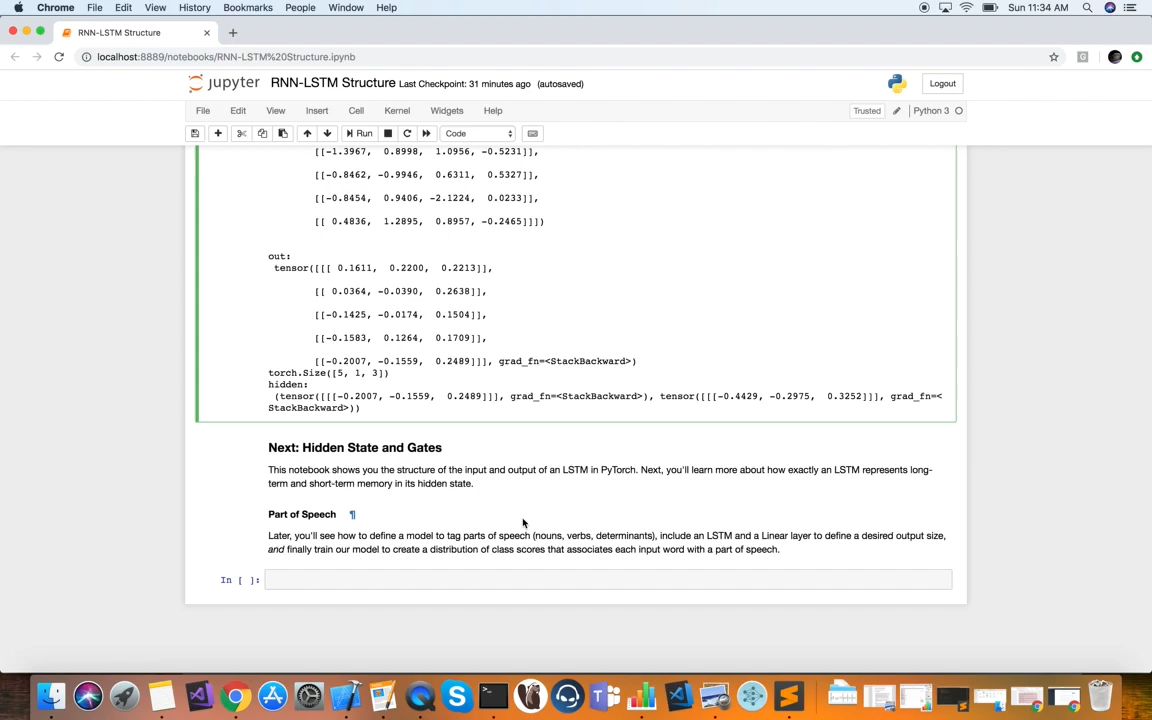 Chrome File Edit View History Bookmarks People Window Help Sun 11:34 AM
RNN-LSTM Structure
localhost:8889/notebooks/RNN-LSTM%20Structure.ipynb
jupyter RNN-LSTM Structure Last Checkpoint: 31 minutes ago (autosaved) Logout
File Edit View Insert Cell Kernel Widgets Help Trusted Python 3
Run Code
[[-1.3967, 0.8998, 1.0956, -0.5231]],
[[-0.8462, -0.9946, 0.6311, 0.5327]],
[[-0.8454, 0.9406, -2.1224, 0.0233]],
[[ 0.4836, 1.2895, 0.8957, -0.2465]]])
out:
tensor([[[ 0.1611, 0.2200, 0.2213]],
[[ 0.0364, -0.0390, 0.2638]],
[[-0.1425, -0.0174, 0.1504]],
[[-0.1583, 0.1264, 0.1709]],
[[-0.2007, -0.1559, 0.2489]]], grad_fn=<StackBackward>)
torch.Size([5, 1, 3])
hidden:
(tensor([[[-0.2007, -0.1559, 0.2489]]], grad_fn=<StackBackward>), tensor([[[-0.4429, -0.2975, 0.3252]]], grad_fn=<
StackBackward>))
Next: Hidden State and Gates
This notebook shows you the structure of the input and output of an LSTM in PyTorch. Next, you'll learn more about how exactly an LSTM represents long-
term and short-term memory in its hidden state.
Part of Speech ¶
Later, you'll see how to define a model to tag parts of speech (nouns, verbs, determinants), include an LSTM and a Linear layer to define a desired output size,
and finally train our model to create a distribution of class scores that associates each input word with a part of speech.
In [ ]: